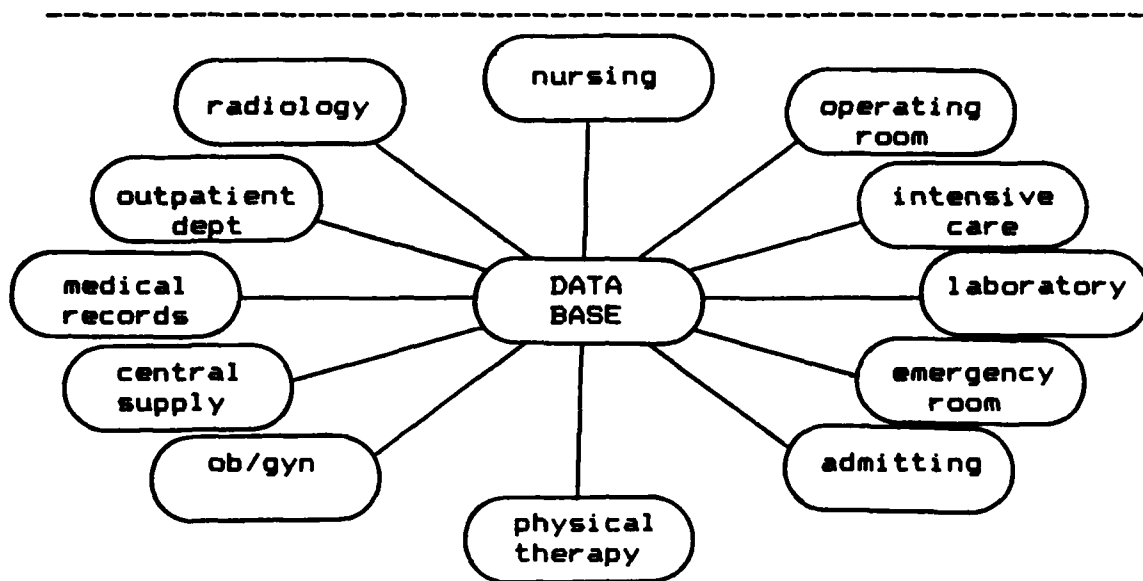 nursing
radiology
operating
room
outpatient
dept
intensive
care
medical
records
DATA
BASE
laboratory
central
supply
emergency
room
ob/gyn
admitting
physical
therapy